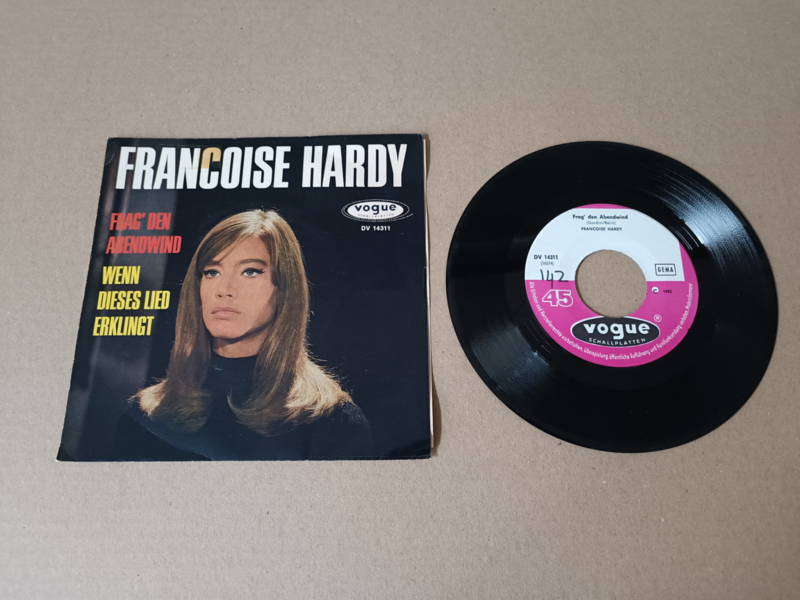 FRANCOISE HARDY
vogue
SCHALLPLATTEN
DV 14311
FRAG' DEN
ABENDWIND
WENN
DIESES LIED
ERKLINGT
Frag' den Abendwind
FRANCOISE HARDY
DV 14311
GEMA
142
45
vogue
SCHALLPLATTEN